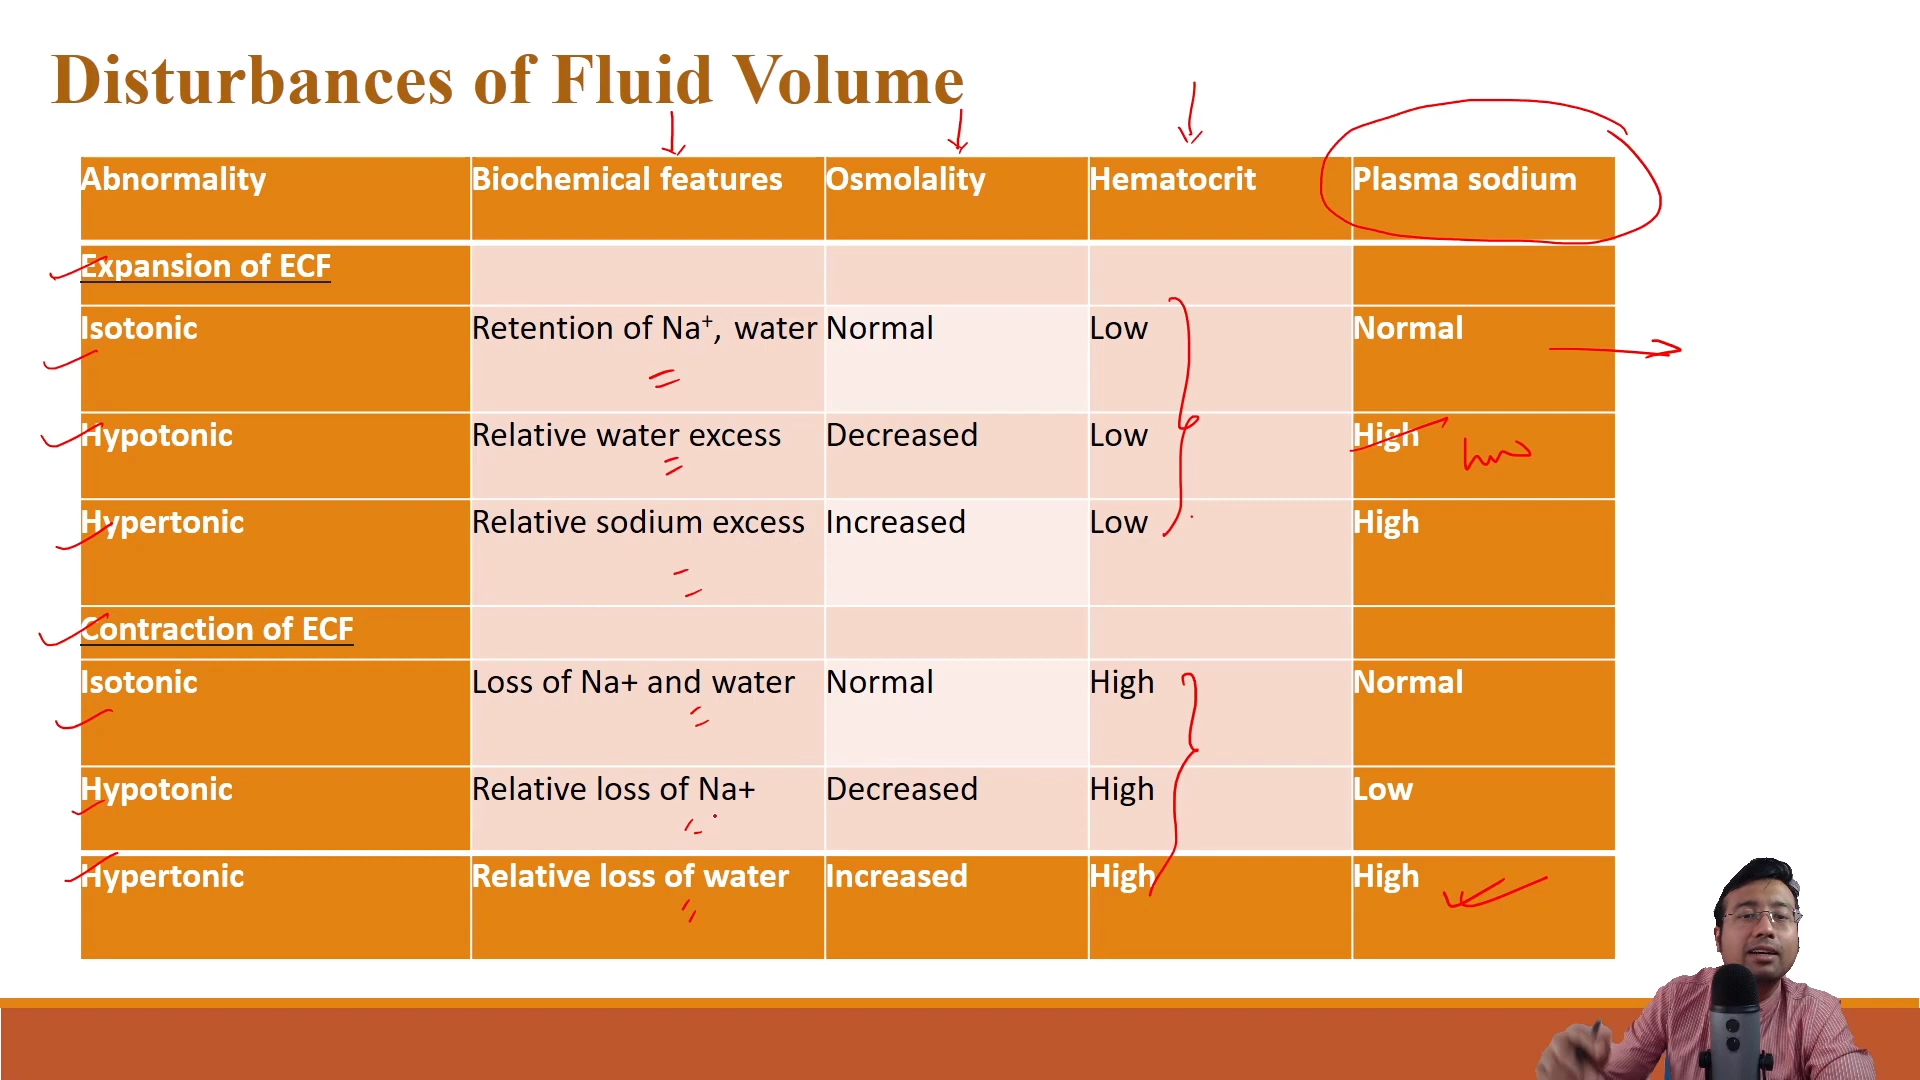 Disturbances of Fluid Volume
Abnormality Biochemical features Osmolality Hematocrit Plasma sodium
Expansion of ECF
Isotonic Retention of Na⁺, water Normal Low Normal
Hypotonic Relative water excess Decreased Low High
Hypertonic Relative sodium excess Increased Low High
Contraction of ECF
Isotonic Loss of Na+ and water Normal High Normal
Hypotonic Relative loss of Na+ Decreased High Low
Hypertonic Relative loss of water Increased High High